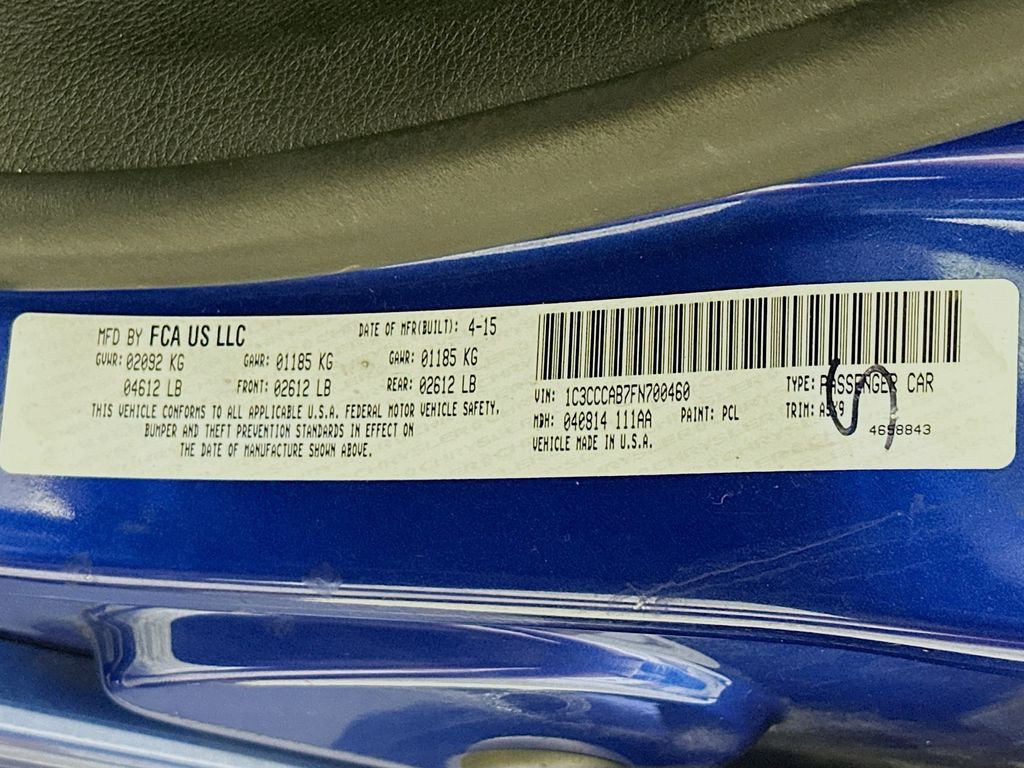 MFD BY FCA US LLC DATE OF MFR(BUILT): 4-15
GVWR: 02092 KG GAWR: 01185 KG GAWR: 01185 KG
04612 LB FRONT: 02612 LB REAR: 02612 LB
THIS VEHICLE CONFORMS TO ALL APPLICABLE U.S.A. FEDERAL MOTOR VEHICLE SAFETY,
BUMPER AND THEFT PREVENTION STANDARDS IN EFFECT ON
THE DATE OF MANUFACTURE SHOWN ABOVE.
VIN: 1C3CCCAB7FN700460 TYPE: PASSENGER CAR
MDH: 040814 111AA PAINT: PCL TRIM:
VEHICLE MADE IN U.S.A. 4658843